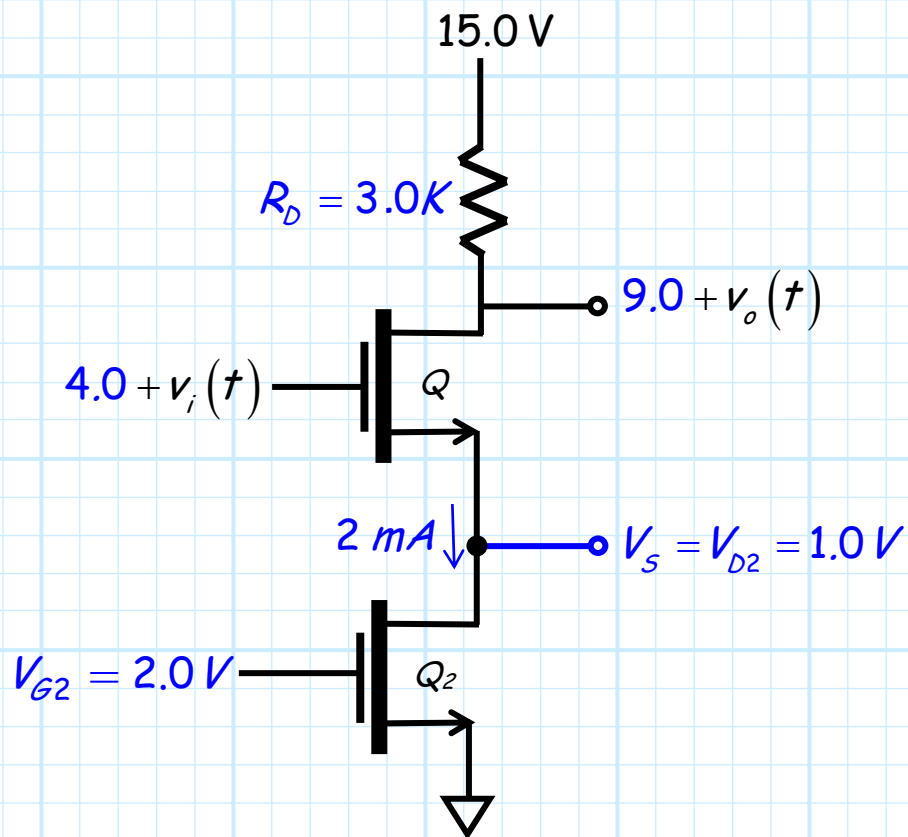 15.0 V
R_D = 3.0K
9.0 + v_o (t)
4.0 + v_i (t)
Q
2 mA
V_S = V_D2 = 1.0 V
V_G2 = 2.0 V
Q_2